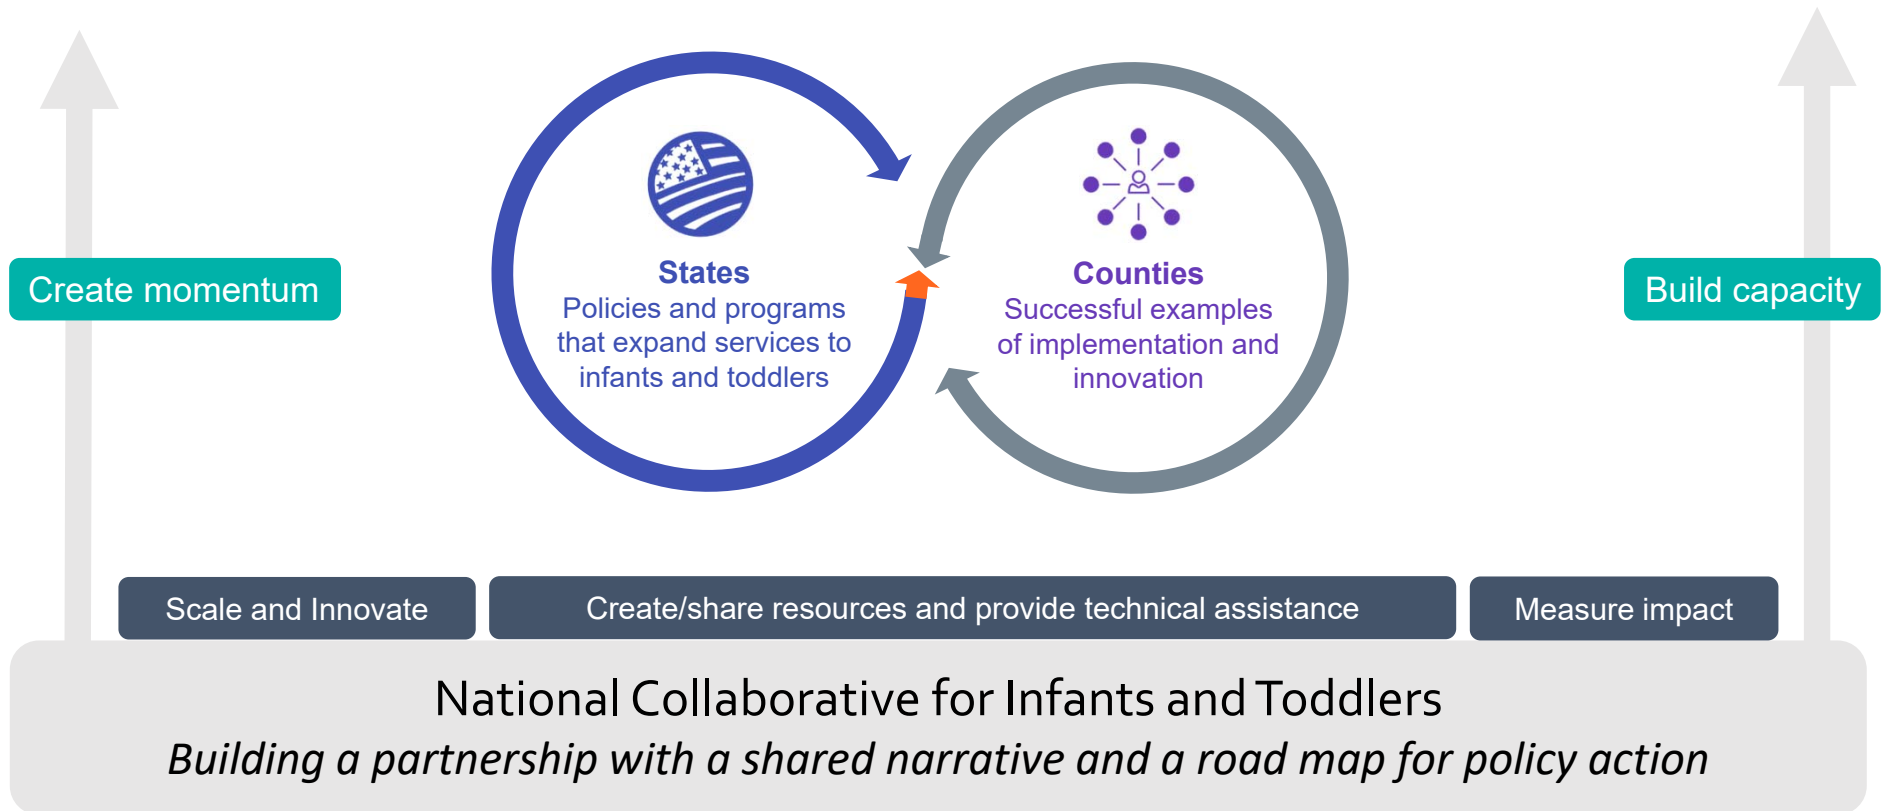 States
Policies and programs
that expand services to
infants and toddlers
Counties
Successful examples
of implementation and
innovation
Create momentum
Build capacity
Scale and Innovate
Create/share resources and provide technical assistance
Measure impact
National Collaborative for Infants and Toddlers
Building a partnership with a shared narrative and a road map for policy action